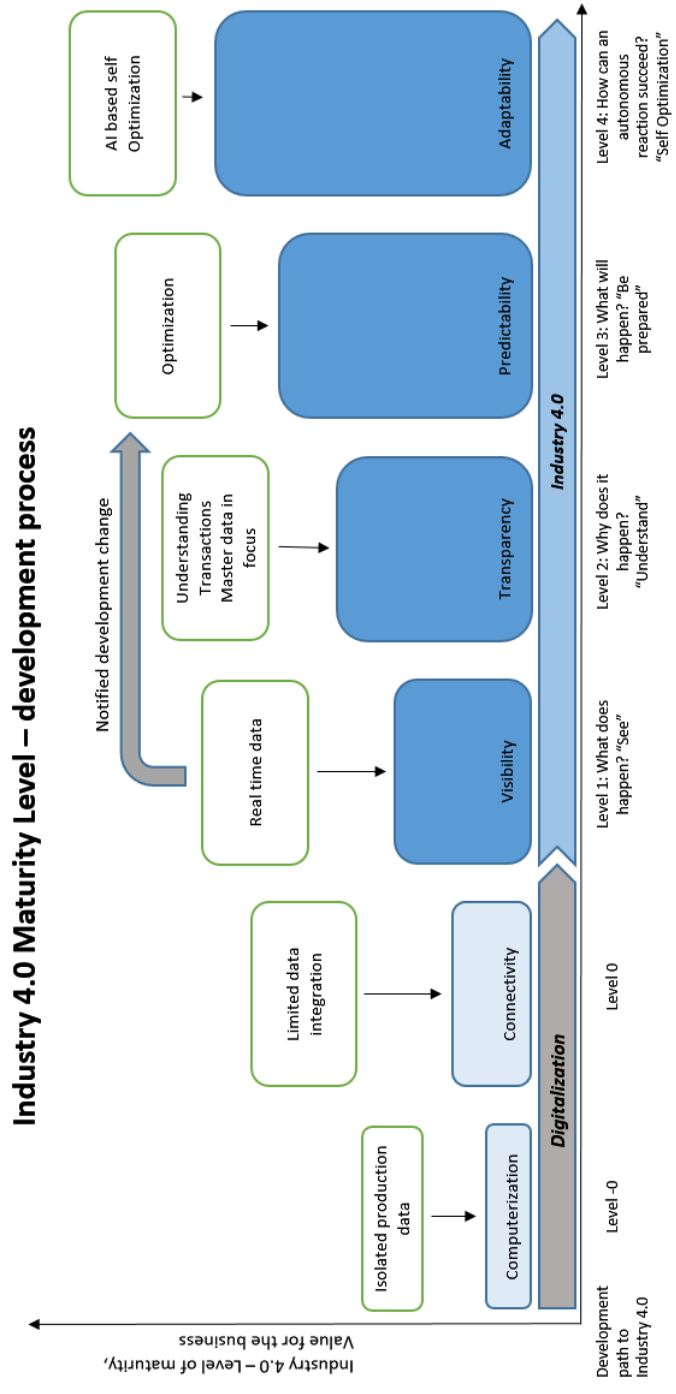 Industry 4.0 Maturity Level – development process
Industry 4.0 – Level of maturity,
Value for the business
Notified development change
Isolated production
data
Limited data
integration
Real time data
Understanding
Transactions
Master data in
focus
Optimization
AI based self
Optimization
Computerization
Connectivity
Visibility
Transparency
Predictability
Adaptability
Digitalization
Industry 4.0
Development
path to
Industry 4.0
Level -0
Level 0
Level 1: What does
happen? “See”
Level 2: Why does it
happen?
“Understand”
Level 3: What will
happen? “Be
prepared”
Level 4: How can an
autonomous
reaction succeed?
“Self Optimization”